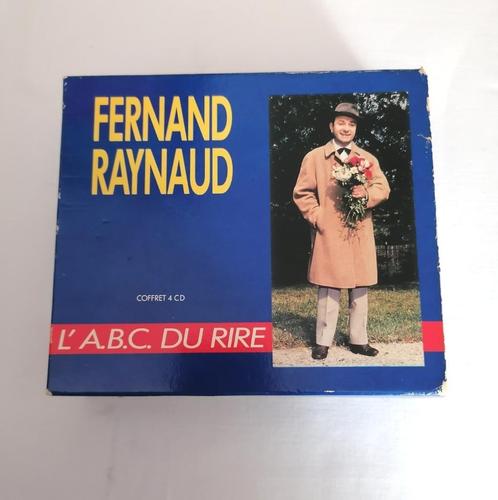 FERNAND
RAYNAUD
COFFRET 4 CD
L'A.B.C. DU RIRE